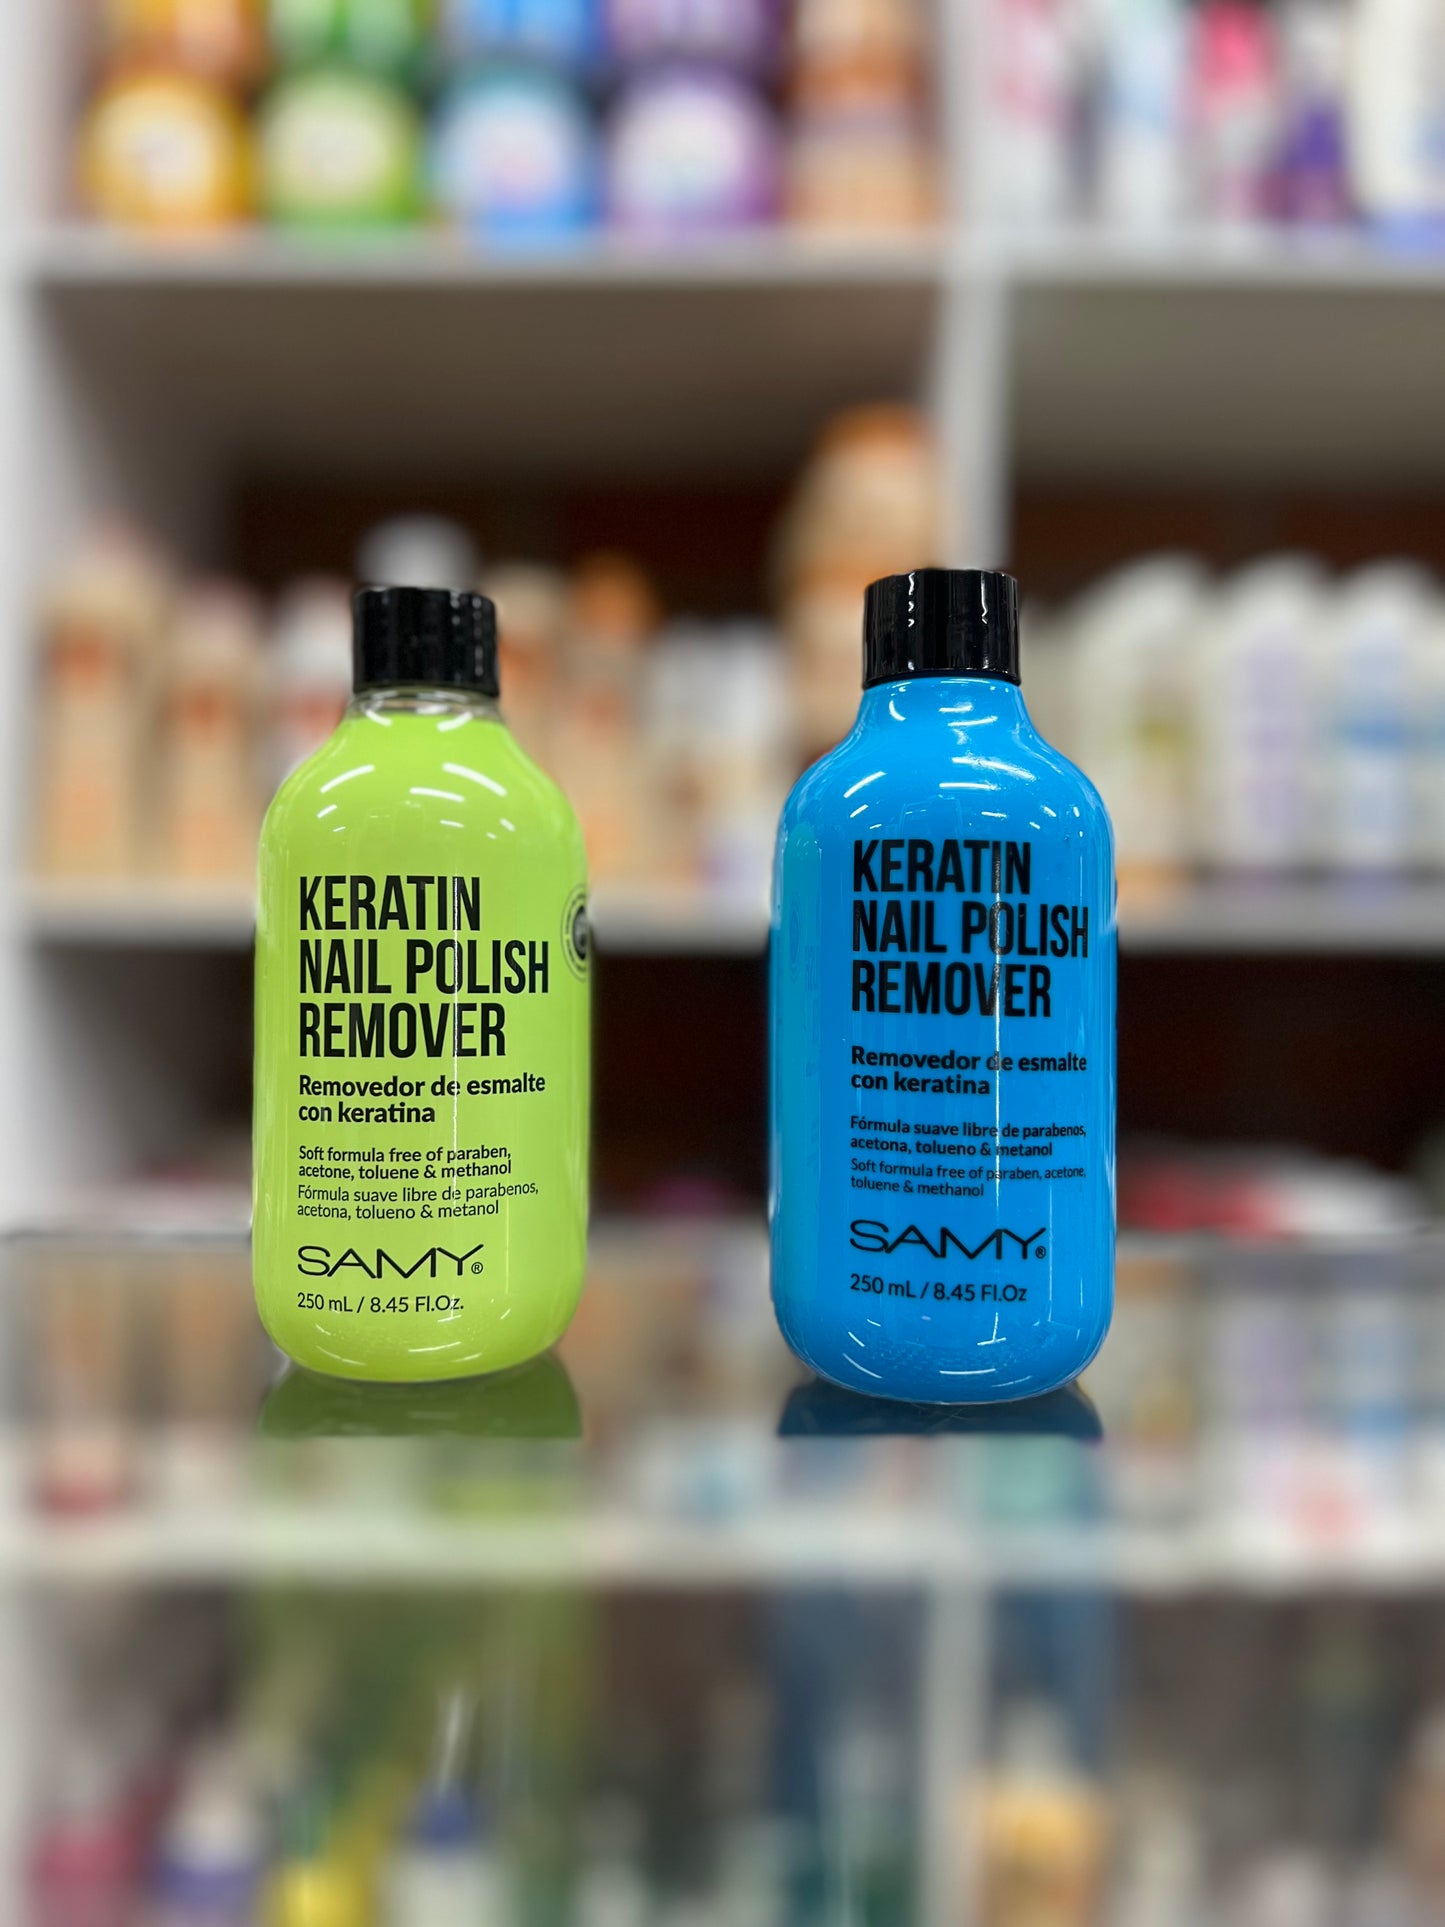 KERATIN
NAIL POLISH
REMOVER
Removedor de esmalte
con keratina
Soft formula free of paraben,
acetone, toluene & methanol
Fórmula suave libre de parabenos,
acetona, tolueno & metanol
SAMY®
250 mL / 8.45 Fl.Oz.
KERATIN
NAIL POLISH
REMOVER
Removedor de esmalte
con keratina
Fórmula suave libre de parabenos,
acetona, tolueno & metanol
Soft formula free of paraben, acetone,
toluene & methanol
SAMY®
250 mL / 8.45 Fl.Oz